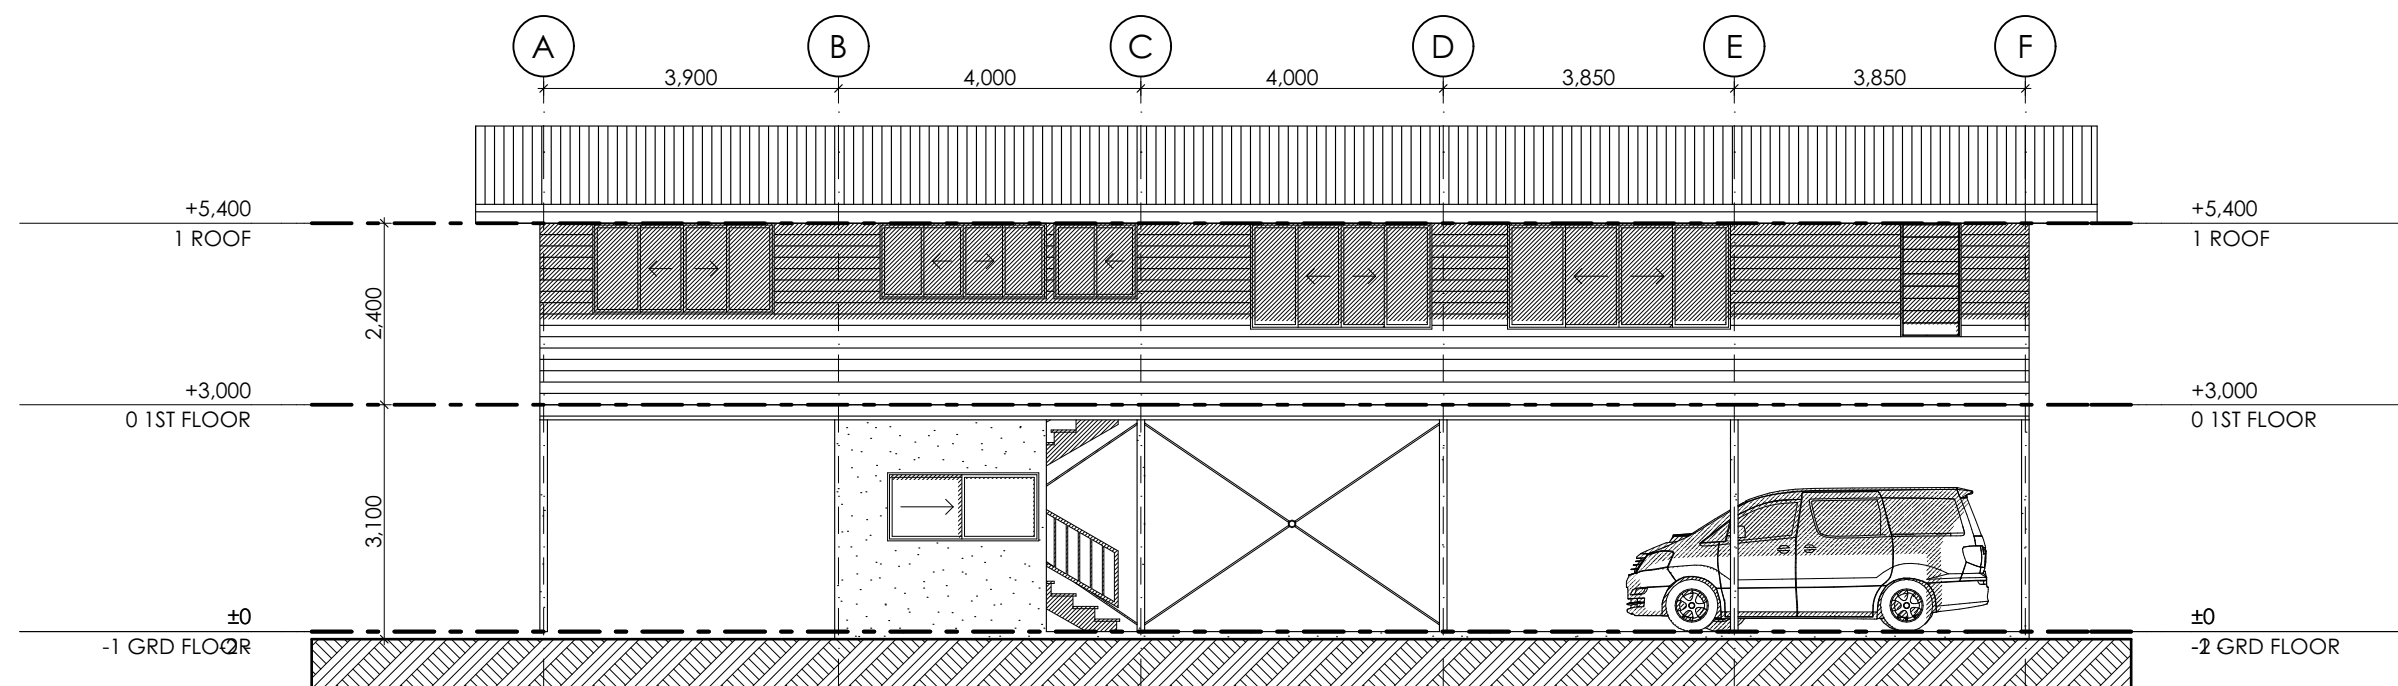 A B C D E F
3,900 4,000 4,000 3,850 3,850
+5,400 +5,400
1 ROOF 1 ROOF
2,400
+3,000 +3,000
0 1ST FLOOR 0 1ST FLOOR
3,100
±0 ±0
-1 GRD FLOOR GRD FLOOR